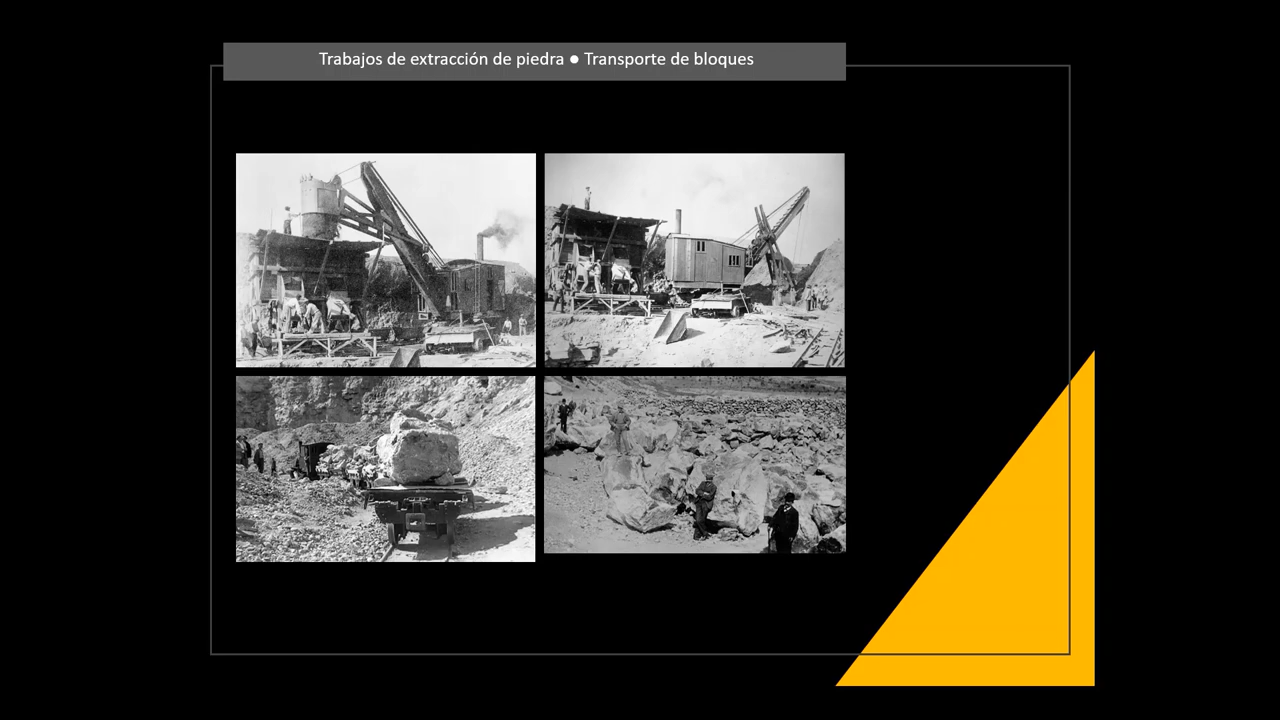 Trabajos de extracción de piedra ● Transporte de bloques